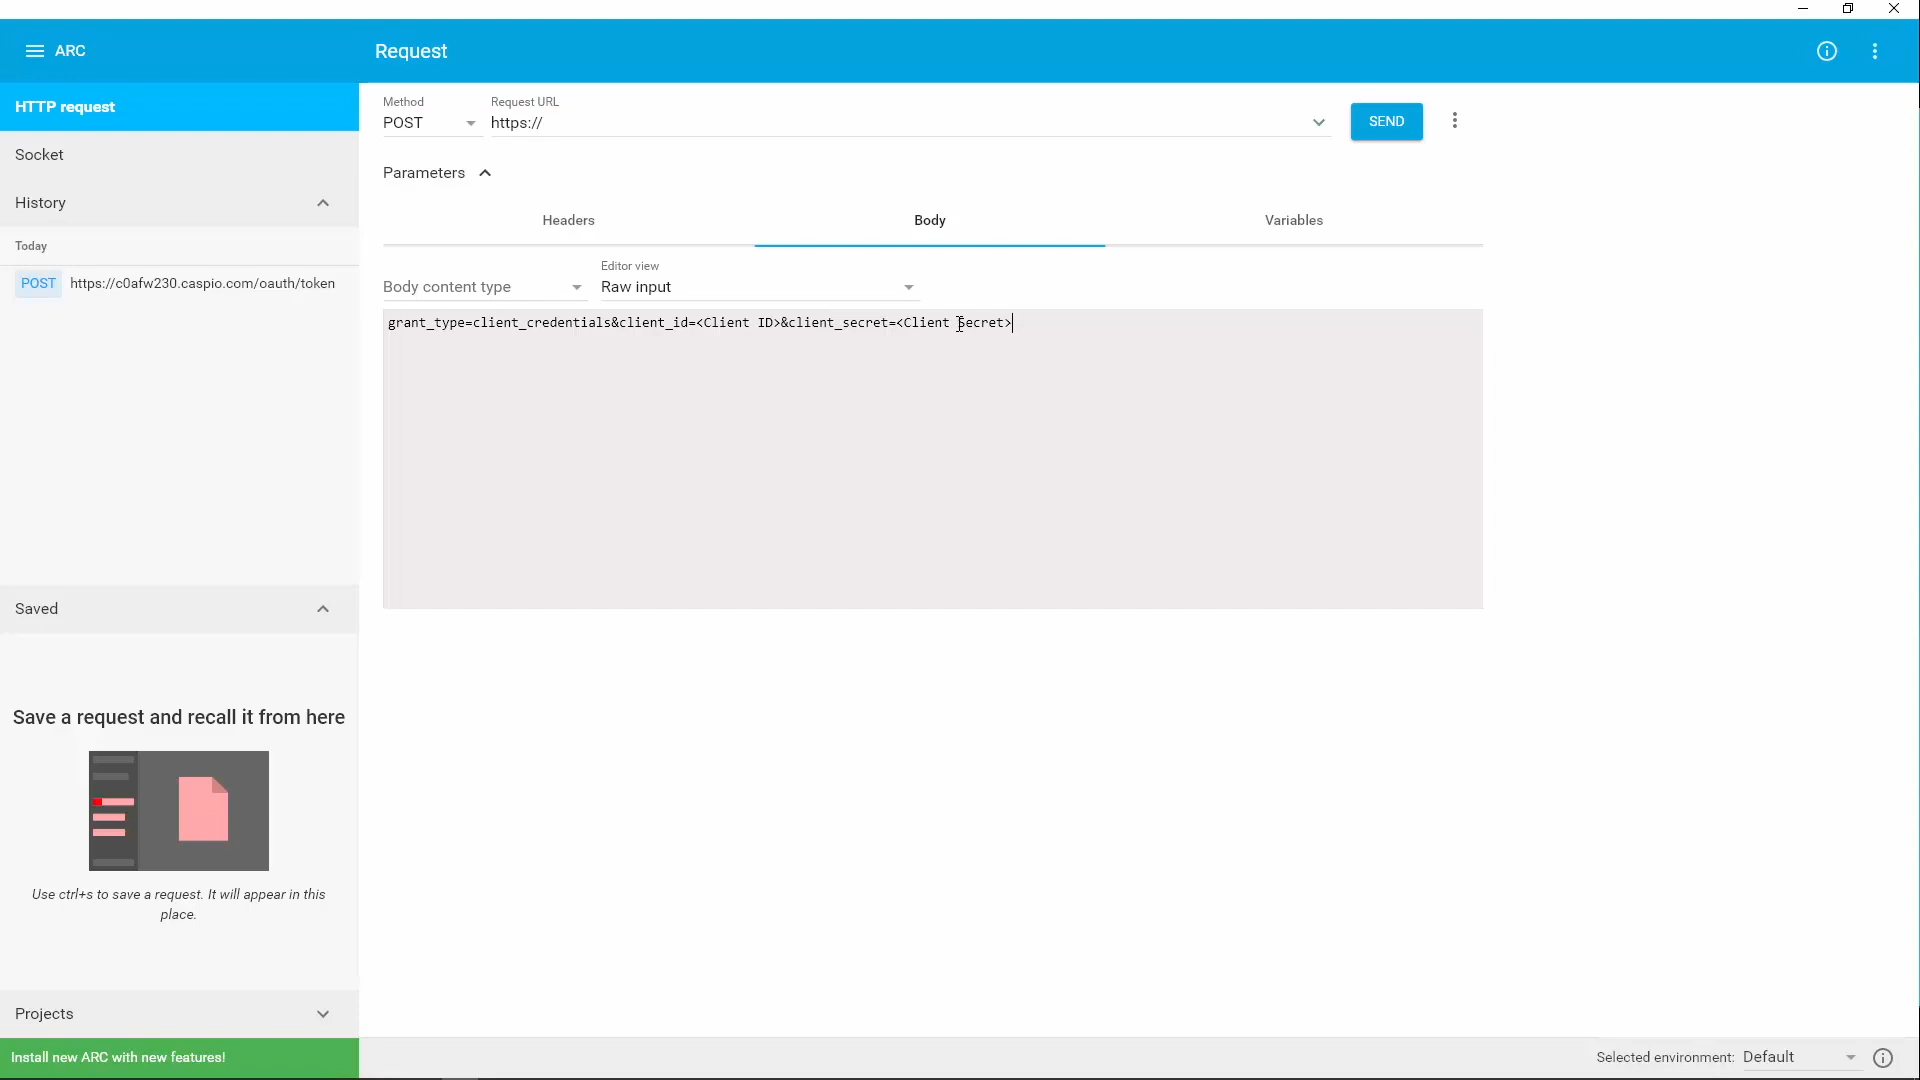 ARC
Request
HTTP request
Socket
History
Today
POST https://c0afw230.caspio.com/oauth/token
Saved
Save a request and recall it from here
Use ctrl+s to save a request. It will appear in this
place.
Projects
Install new ARC with new features!
Method
POST
Request URL
https://
SEND
Parameters
Headers
Body
Variables
Body content type
Editor view
Raw input
grant_type=client_credentials&client_id=<Client ID>&client_secret=<Client Secret>
Selected environment: Default